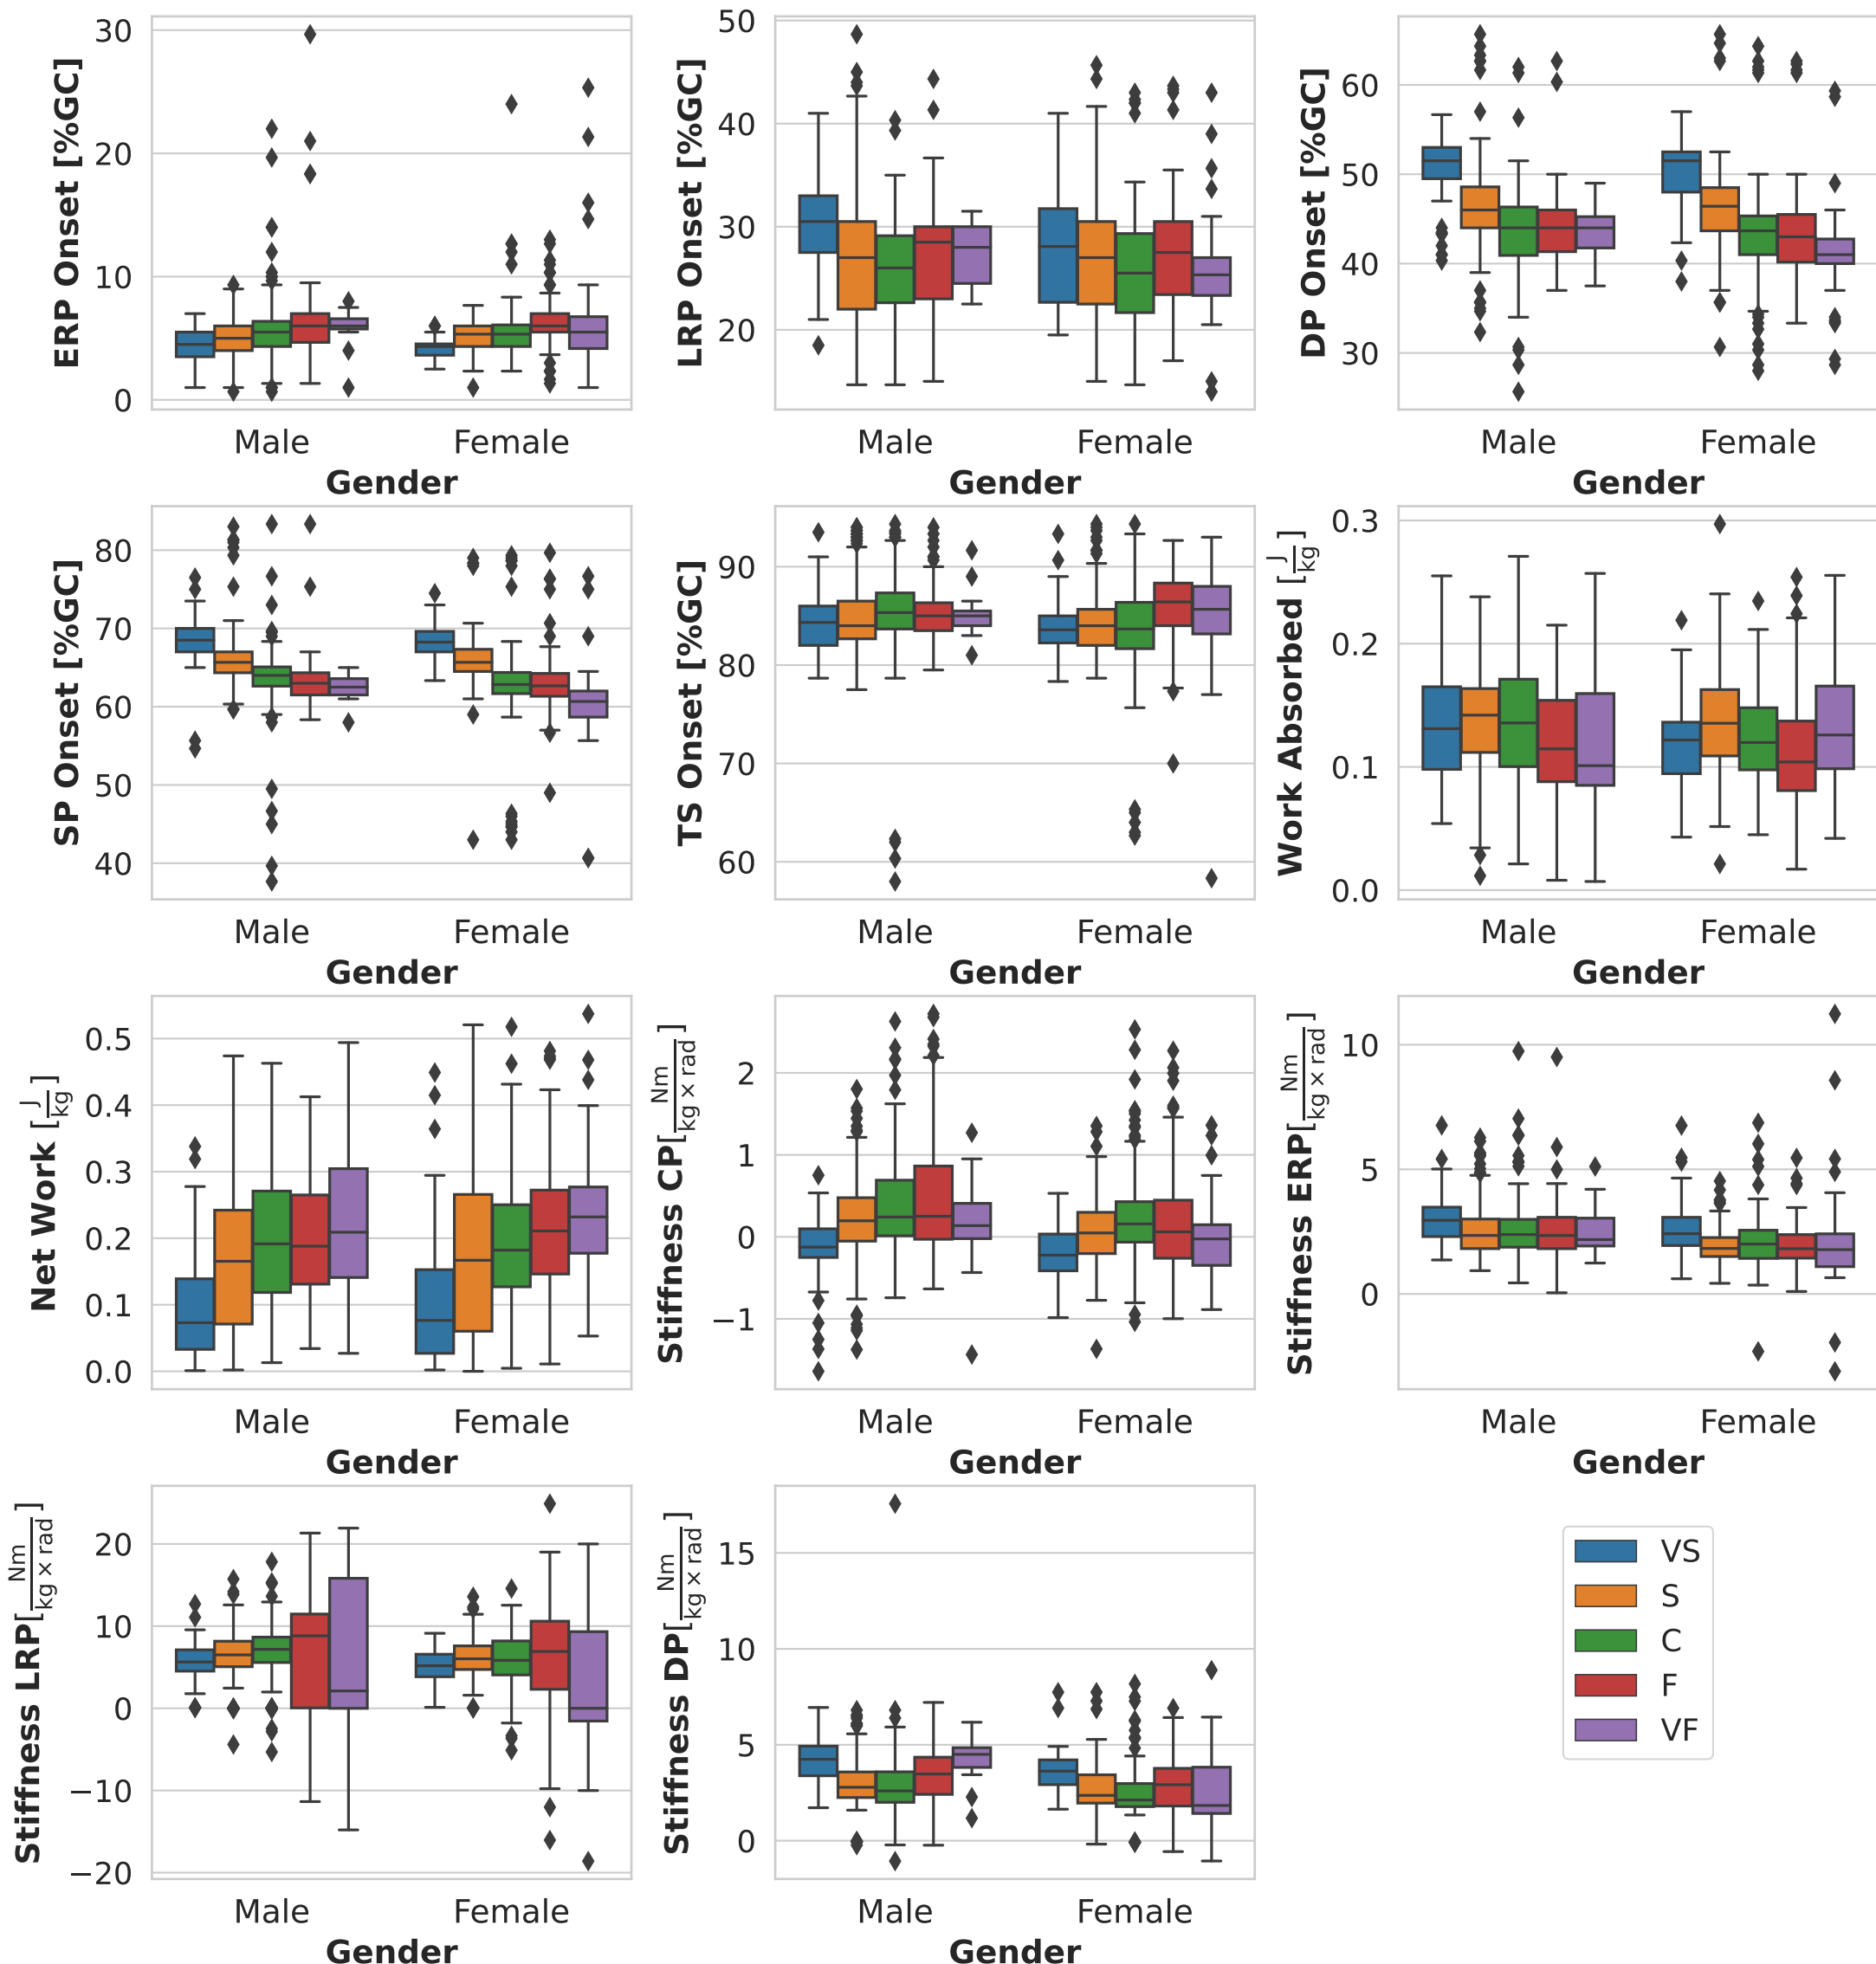 ERP Onset [%GC]
30
20
10
0
Male
Female
Gender
LRP Onset [%GC]
50
40
30
20
Male
Female
Gender
DP Onset [%GC]
60
50
40
30
Male
Female
Gender
SP Onset [%GC]
80
70
60
50
40
Male
Female
Gender
TS Onset [%GC]
90
80
70
60
Male
Female
Gender
Work Absorbed [J/kg]
0.3
0.2
0.1
0.0
Male
Female
Gender
Net Work [J/kg]
0.5
0.4
0.3
0.2
0.1
0.0
Male
Female
Gender
Stiffness CP[Nm/kg × rad]
2
1
0
−1
Male
Female
Gender
Stiffness ERP[Nm/kg × rad]
10
5
0
Male
Female
Gender
Stiffness LRP[Nm/kg × rad]
20
10
0
−10
−20
Male
Female
Gender
Stiffness DP[Nm/kg × rad]
15
10
5
0
Male
Female
Gender
VS
S
C
F
VF